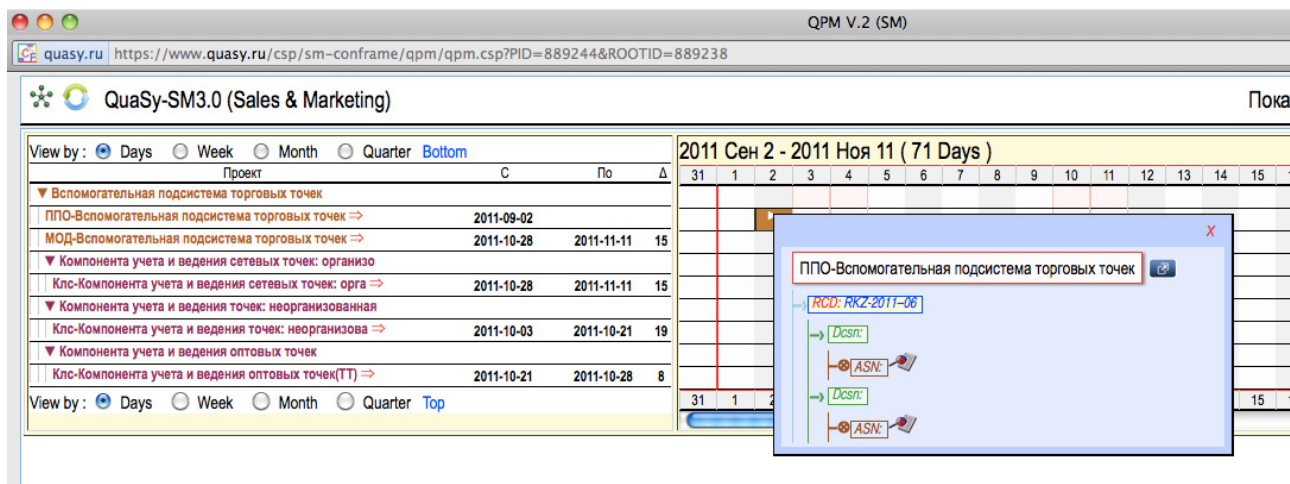 QPM V.2 (SM)
quasy.ru https://www.quasy.ru/csp/sm-conframe/qpm/qpm.csp?PID=889244&ROOTID=889238
QuaSy-SM3.0 (Sales & Marketing) Пока
View by : Days Week Month Quarter Bottom 2011 Сен 2 - 2011 Ноя 11 ( 71 Days )
Проект С По Δ 31 1 2 3 4 5 6 7 8 9 10 11 12 13 14 15
▼ Вспомогательная подсистема торговых точек
ППО-Вспомогательная подсистема торговых точек ⇒ 2011-09-02
МОД-Вспомогательная подсистема торговых точек ⇒ 2011-10-28 2011-11-11 15
▼ Компонента учета и ведения сетевых точек: организо
Клс-Компонента учета и ведения сетевых точек: орга ⇒ 2011-10-28 2011-11-11 15
▼ Компонента учета и ведения точек: неорганизованная
Клс-Компонента учета и ведения точек: неорганизова ⇒ 2011-10-03 2011-10-21 19
▼ Компонента учета и ведения оптовых точек
Клс-Компонента учета и ведения оптовых точек(ТТ) ⇒ 2011-10-21 2011-10-28 8
View by : Days Week Month Quarter Top 31 1 2 15
X
ППО-Вспомогательная подсистема торговых точек
RCD: RKZ-2011–06
Dcsn:
ASN:
Dcsn:
ASN: